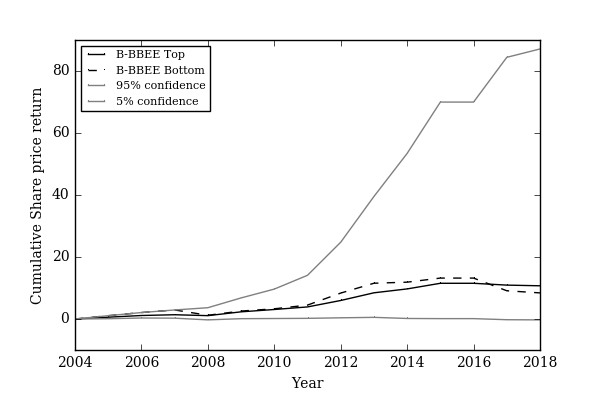 B-BBEE Top
B-BBEE Bottom
95% confidence
5% confidence
80
60
40
20
0
Cumulative Share price return
2004 2006 2008 2010 2012 2014 2016 2018
Year